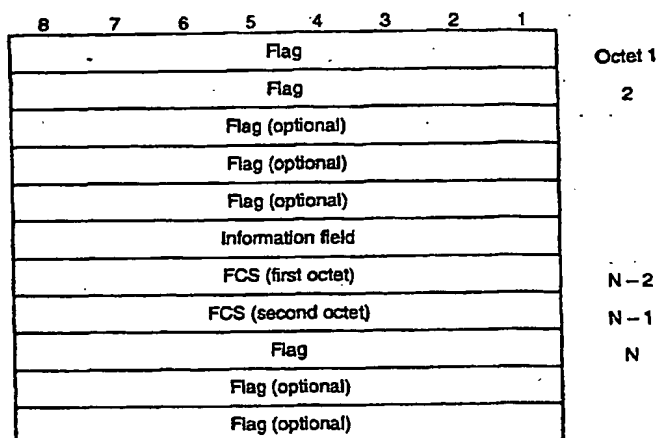 8 7 6 5 4 3 2 1
Flag Octet 1
Flag 2
Flag (optional)
Flag (optional)
Flag (optional)
Information field
FCS (first octet) N–2
FCS (second octet) N–1
Flag N
Flag (optional)
Flag (optional)